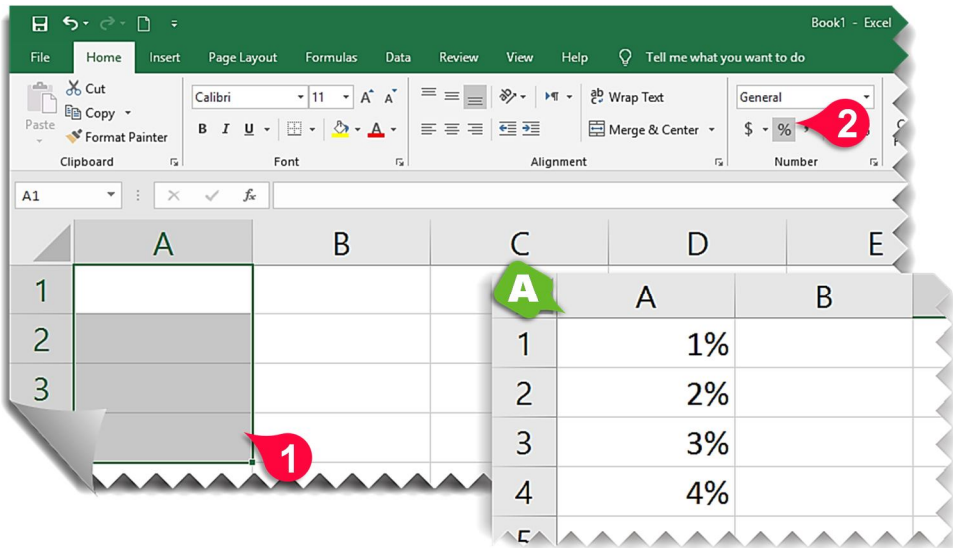 Book1 - Excel
File Home Insert Page Layout Formulas Data Review View Help Tell me what you want to do
Paste
Cut
Copy
Format Painter
Clipboard
Calibri 11 A A
B I U A
Font
ab Wrap Text
Merge & Center
Alignment
General
$ %
Number
2
A1 fx
A B C D E
1
2
3
1
A
A B
1 1%
2 2%
3 3%
4 4%
5